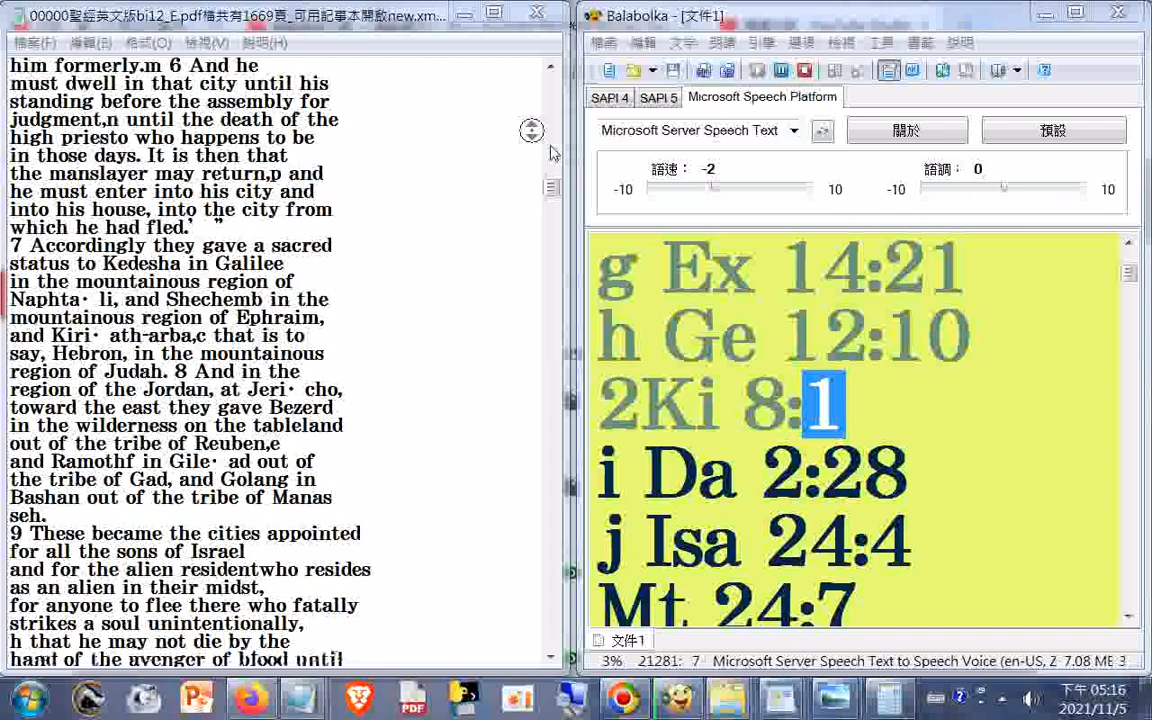 00000聖經英文版bi12_E.pdf檔共有1669頁_可用記事本開啟new.xm...
檔案(F) 編輯(E) 格式(O) 檢視(V) 說明(H)
him formerly.m 6 And he
must dwell in that city until his
standing before the assembly for
judgment,n until the death of the
high priesto who happens to be
in those days. It is then that
the manslayer may return,p and
he must enter into his city and
into his house, into the city from
which he had fled.’ ”
7 Accordingly they gave a sacred
status to Kedesha in Galilee
in the mountainous region of
Naphta· li, and Shechemb in the
mountainous region of Ephraim,
and Kiri· ath-arba,c that is to
say, Hebron, in the mountainous
region of Judah. 8 And in the
region of the Jordan, at Jeri· cho,
toward the east they gave Bezerd
in the wilderness on the tableland
out of the tribe of Reuben,e
and Ramothf in Gile· ad out of
the tribe of Gad, and Golang in
Bashan out of the tribe of Manas
seh.
9 These became the cities appointed
for all the sons of Israel
and for the alien residentwho resides
as an alien in their midst,
for anyone to flee there who fatally
strikes a soul unintentionally,
h that he may not die by the
hand of the avenger of blood until
Balabolka - [文件1]
檔案 編輯 文字 朗讀 引擎 選項 檢視 工具 書籤 說明
SAPI 4 SAPI 5 Microsoft Speech Platform
Microsoft Server Speech Text 關於 預設
語速： -2 語調： 0
-10 10 -10 10
g Ex 14:21
h Ge 12:10
2Ki 8:1
i Da 2:28
j Isa 24:4
Mt 24:7
文件1
3% 21281: 7 Microsoft Server Speech Text to Speech Voice (en-US, Z 7.08 MB 3
PDF
下午 05:16
2021/11/5